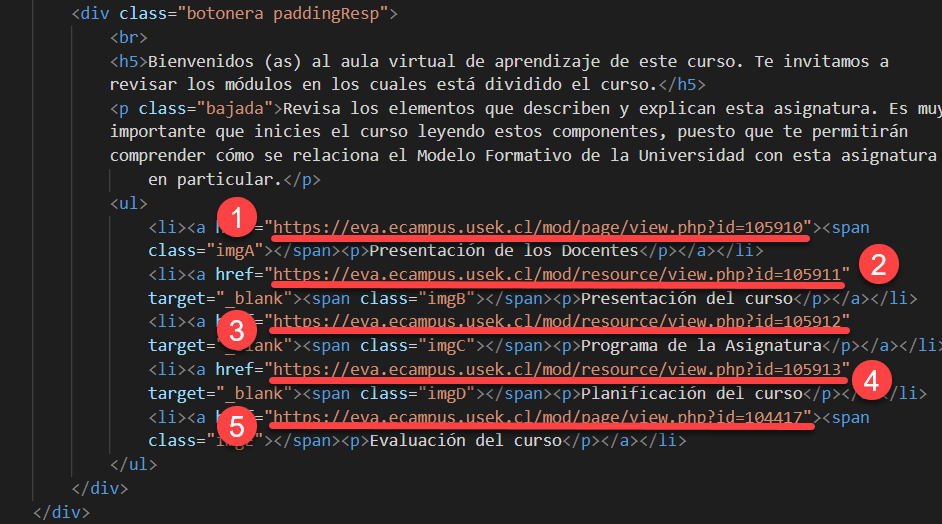 <div class="botonera paddingResp">
<br>
<h5>Bienvenidos (as) al aula virtual de aprendizaje de este curso. Te invitamos a
revisar los módulos en los cuales está dividido el curso.</h5>
<p class="bajada">Revisa los elementos que describen y explican esta asignatura. Es muy
importante que inicies el curso leyendo estos componentes, puesto que te permitirán
comprender cómo se relaciona el Modelo Formativo de la Universidad con esta asignatura
en particular.</p>
<ul>
1
<li><a h "https://eva.ecampus.usek.cl/mod/page/view.php?id=105910"><span
class="imgA"></span><p>Presentación de los Docentes</p></a></li>
<li><a href="https://eva.ecampus.usek.cl/mod/resource/view.php?id=105911"
2
target="_blank"><span class="imgB"></span><p>Presentación del curso</p></a></li>
<li><a href="https://eva.ecampus.usek.cl/mod/resource/view.php?id=105912"
3
target="_blank"><span class="imgC"></span><p>Programa de la Asignatura</p></a></li>
<li><a href="https://eva.ecampus.usek.cl/mod/resource/view.php?id=105913"
4
target="_blank"><span class="imgD"></span><p>Planificación del curso</p></a></li>
<li><a h "https://eva.ecampus.usek.cl/mod/page/view.php?id=104417"><span
5
class=" "></span><p>Evaluación del curso</p></a></li>
</ul>
</div>
</div>